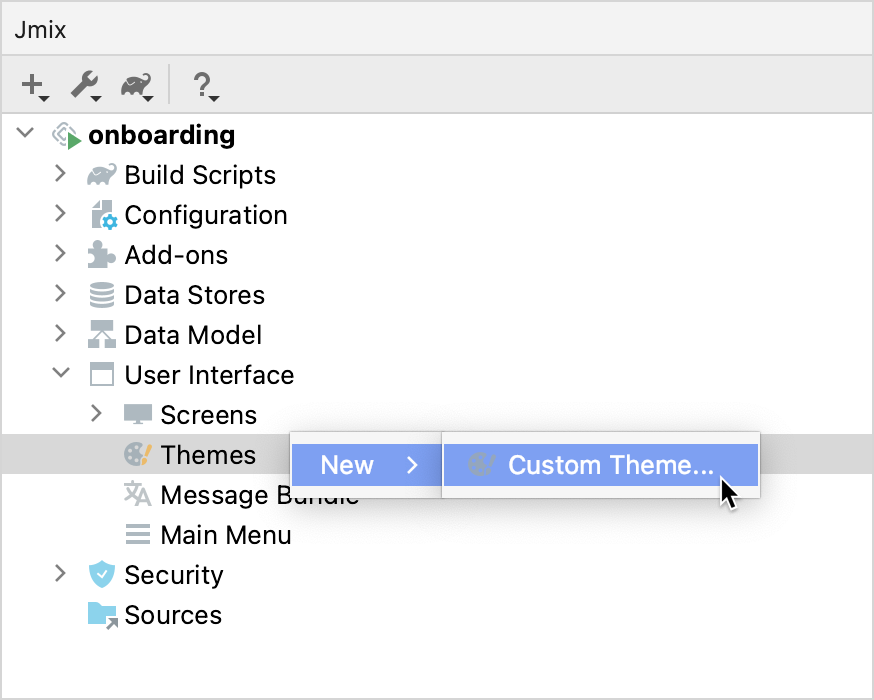 Jmix
?
onboarding
Build Scripts
Configuration
Add-ons
Data Stores
Data Model
User Interface
Screens
Themes
New
Custom Theme...
Message Bundle
Main Menu
Security
Sources